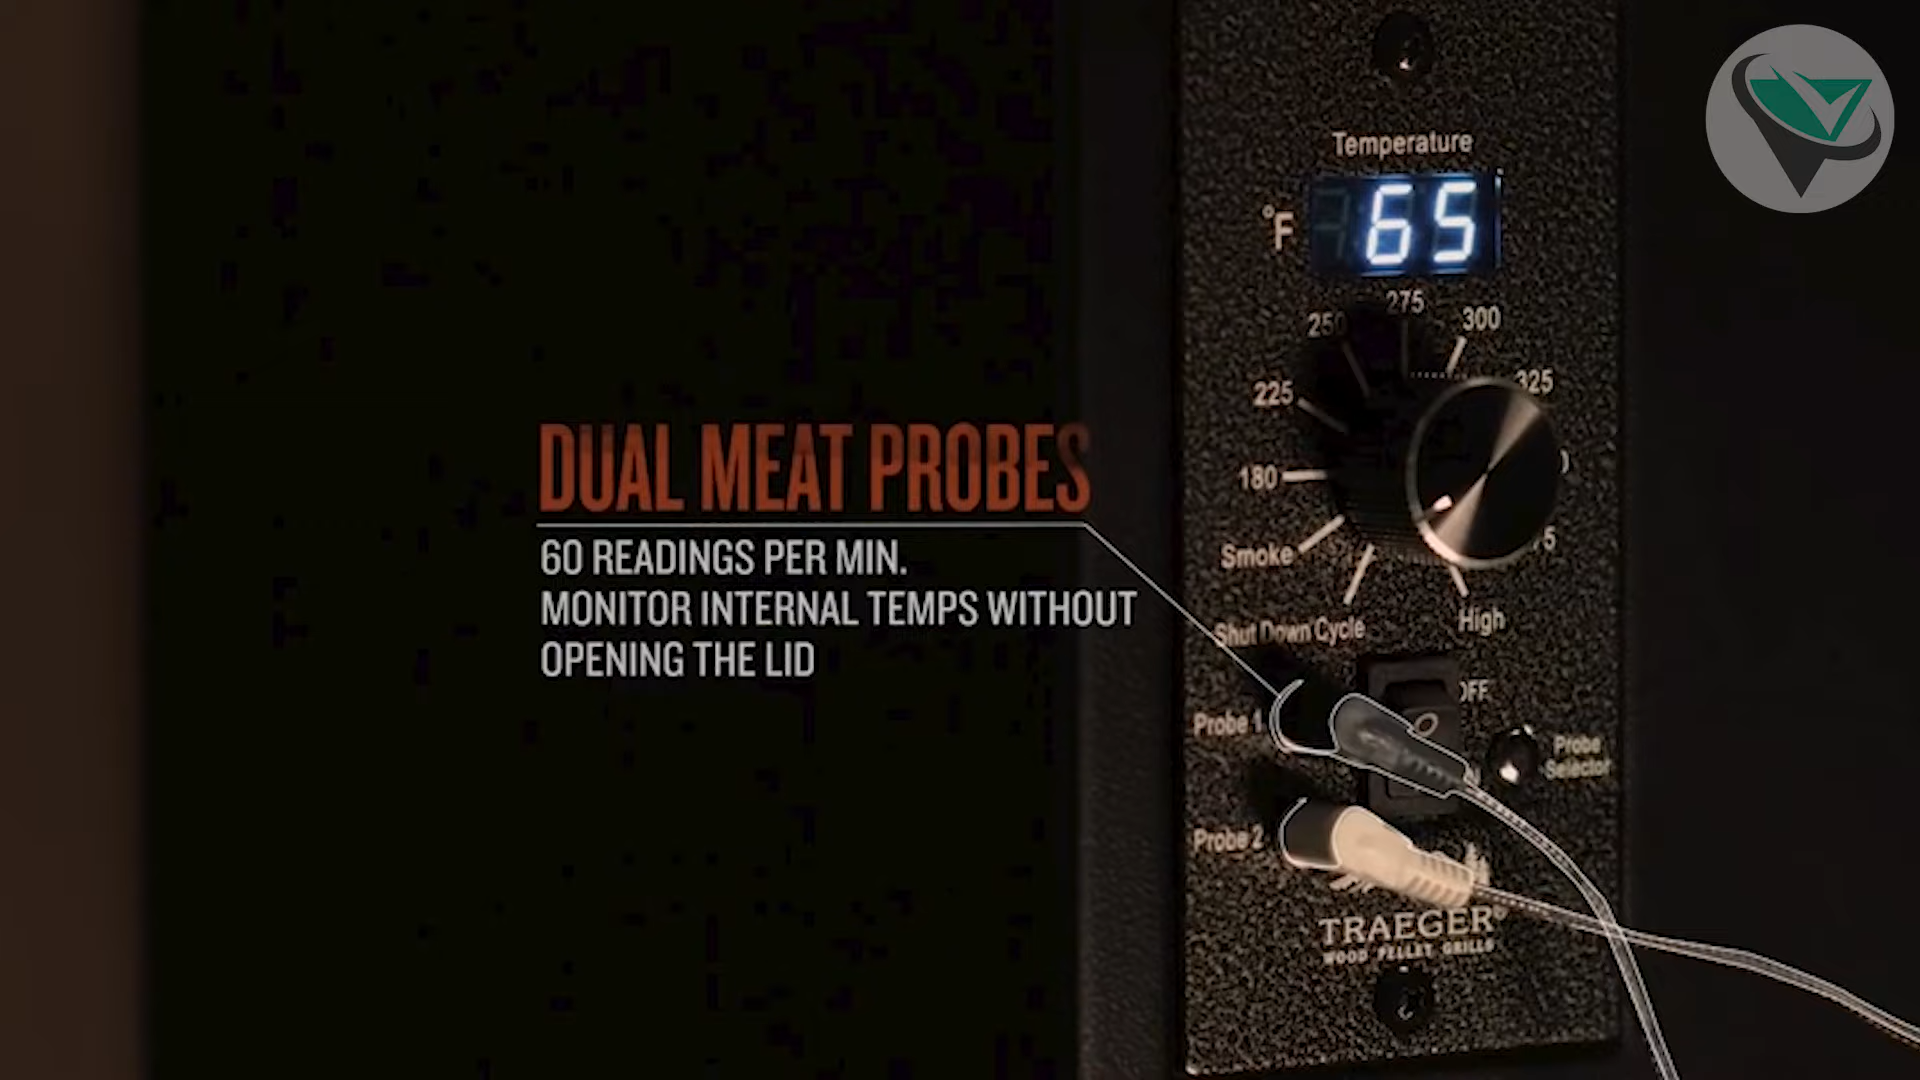 Temperature
°F 65
275
250 300
225 325
DUAL MEAT PROBES
180
60 READINGS PER MIN.
Smoke
MONITOR INTERNAL TEMPS WITHOUT
Shut Down Cycle High
OPENING THE LID
OFF
Probe 1
Probe Selector
Probe 2
TRAEGER®
WOOD PELLET GRILLS